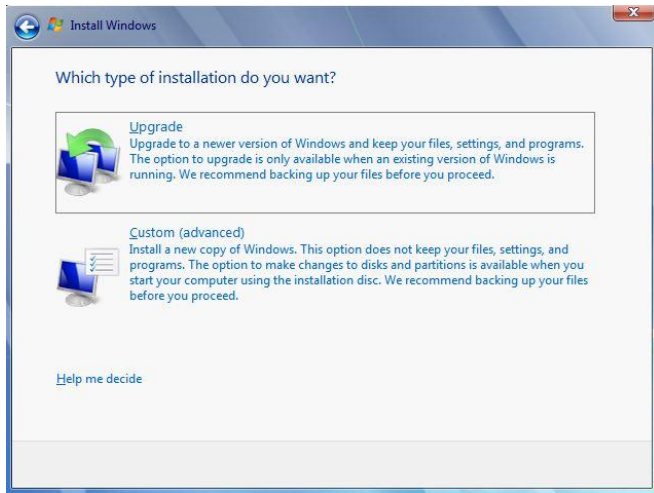 Install Windows
Which type of installation do you want?
Upgrade
Upgrade to a newer version of Windows and keep your files, settings, and programs.
The option to upgrade is only available when an existing version of Windows is
running. We recommend backing up your files before you proceed.
Custom (advanced)
Install a new copy of Windows. This option does not keep your files, settings, and
programs. The option to make changes to disks and partitions is available when you
start your computer using the installation disc. We recommend backing up your files
before you proceed.
Help me decide